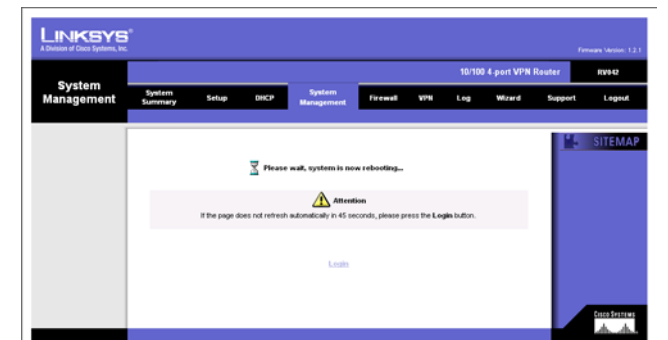 LINKSYS®
A Division of Cisco Systems, Inc.
Firmware Version: 1.2.1
10/100 4-port VPN Router
RV042
System Management
System Summary
Setup
DHCP
System Management
Firewall
VPN
Log
Wizard
Support
Logout
SITEMAP
Please wait, system is now rebooting...
Attention
If the page does not refresh automatically in 45 seconds, please press the Login button.
Login
CISCO SYSTEMS